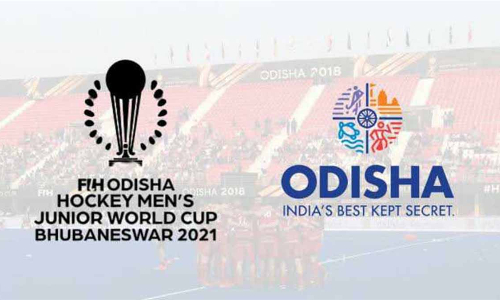 ODISHA 2018
FIH ODISHA
HOCKEY MEN'S
JUNIOR WORLD CUP
BHUBANESWAR 2021
ODISHA
INDIA'S BEST KEPT SECRET.